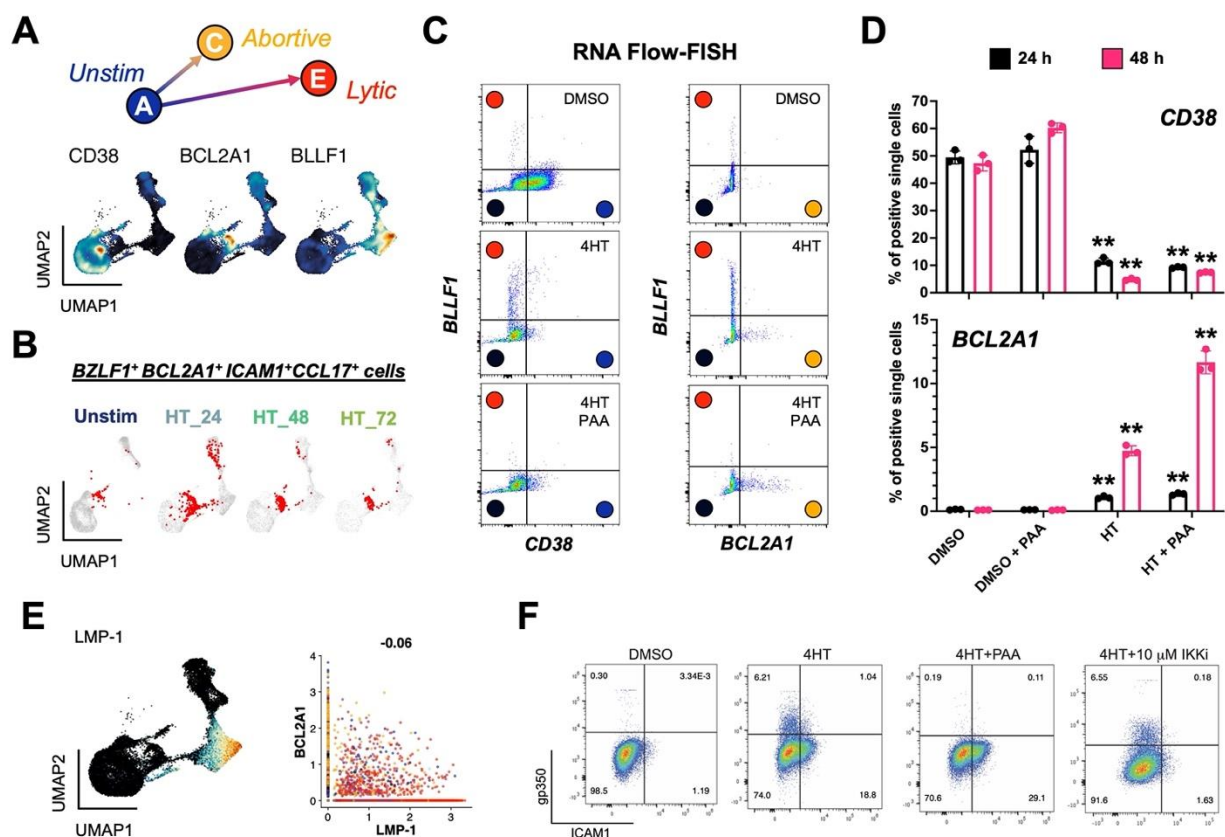 A
Unstim
C
Abortive
A
E
Lytic
CD38
BCL2A1
BLLF1
UMAP2
UMAP1
B
BZLF1+ BCL2A1+ ICAM1+CCL17+ cells
Unstim
HT_24
HT_48
HT_72
UMAP2
UMAP1
C
RNA Flow-FISH
DMSO
DMSO
4HT
4HT
4HT
PAA
4HT
PAA
BLLF1
BLLF1
CD38
BCL2A1
D
24 h
48 h
CD38
% of positive single cells
70
60
50
40
30
20
10
0
** ** ** **
BCL2A1
% of positive single cells
15
10
5
0
** ** ** **
DMSO
DMSO + PAA
HT
HT + PAA
E
LMP-1
UMAP2
UMAP1
-0.06
BCL2A1
4
3
2
1
0
0 1 2 3
LMP-1
F
DMSO
0.30 3.34E-3
98.5 1.19
4HT
6.21 1.04
74.0 18.8
4HT+PAA
0.19 0.11
70.6 29.1
4HT+10 μM IKKi
6.55 0.18
91.6 1.63
gp350
ICAM1